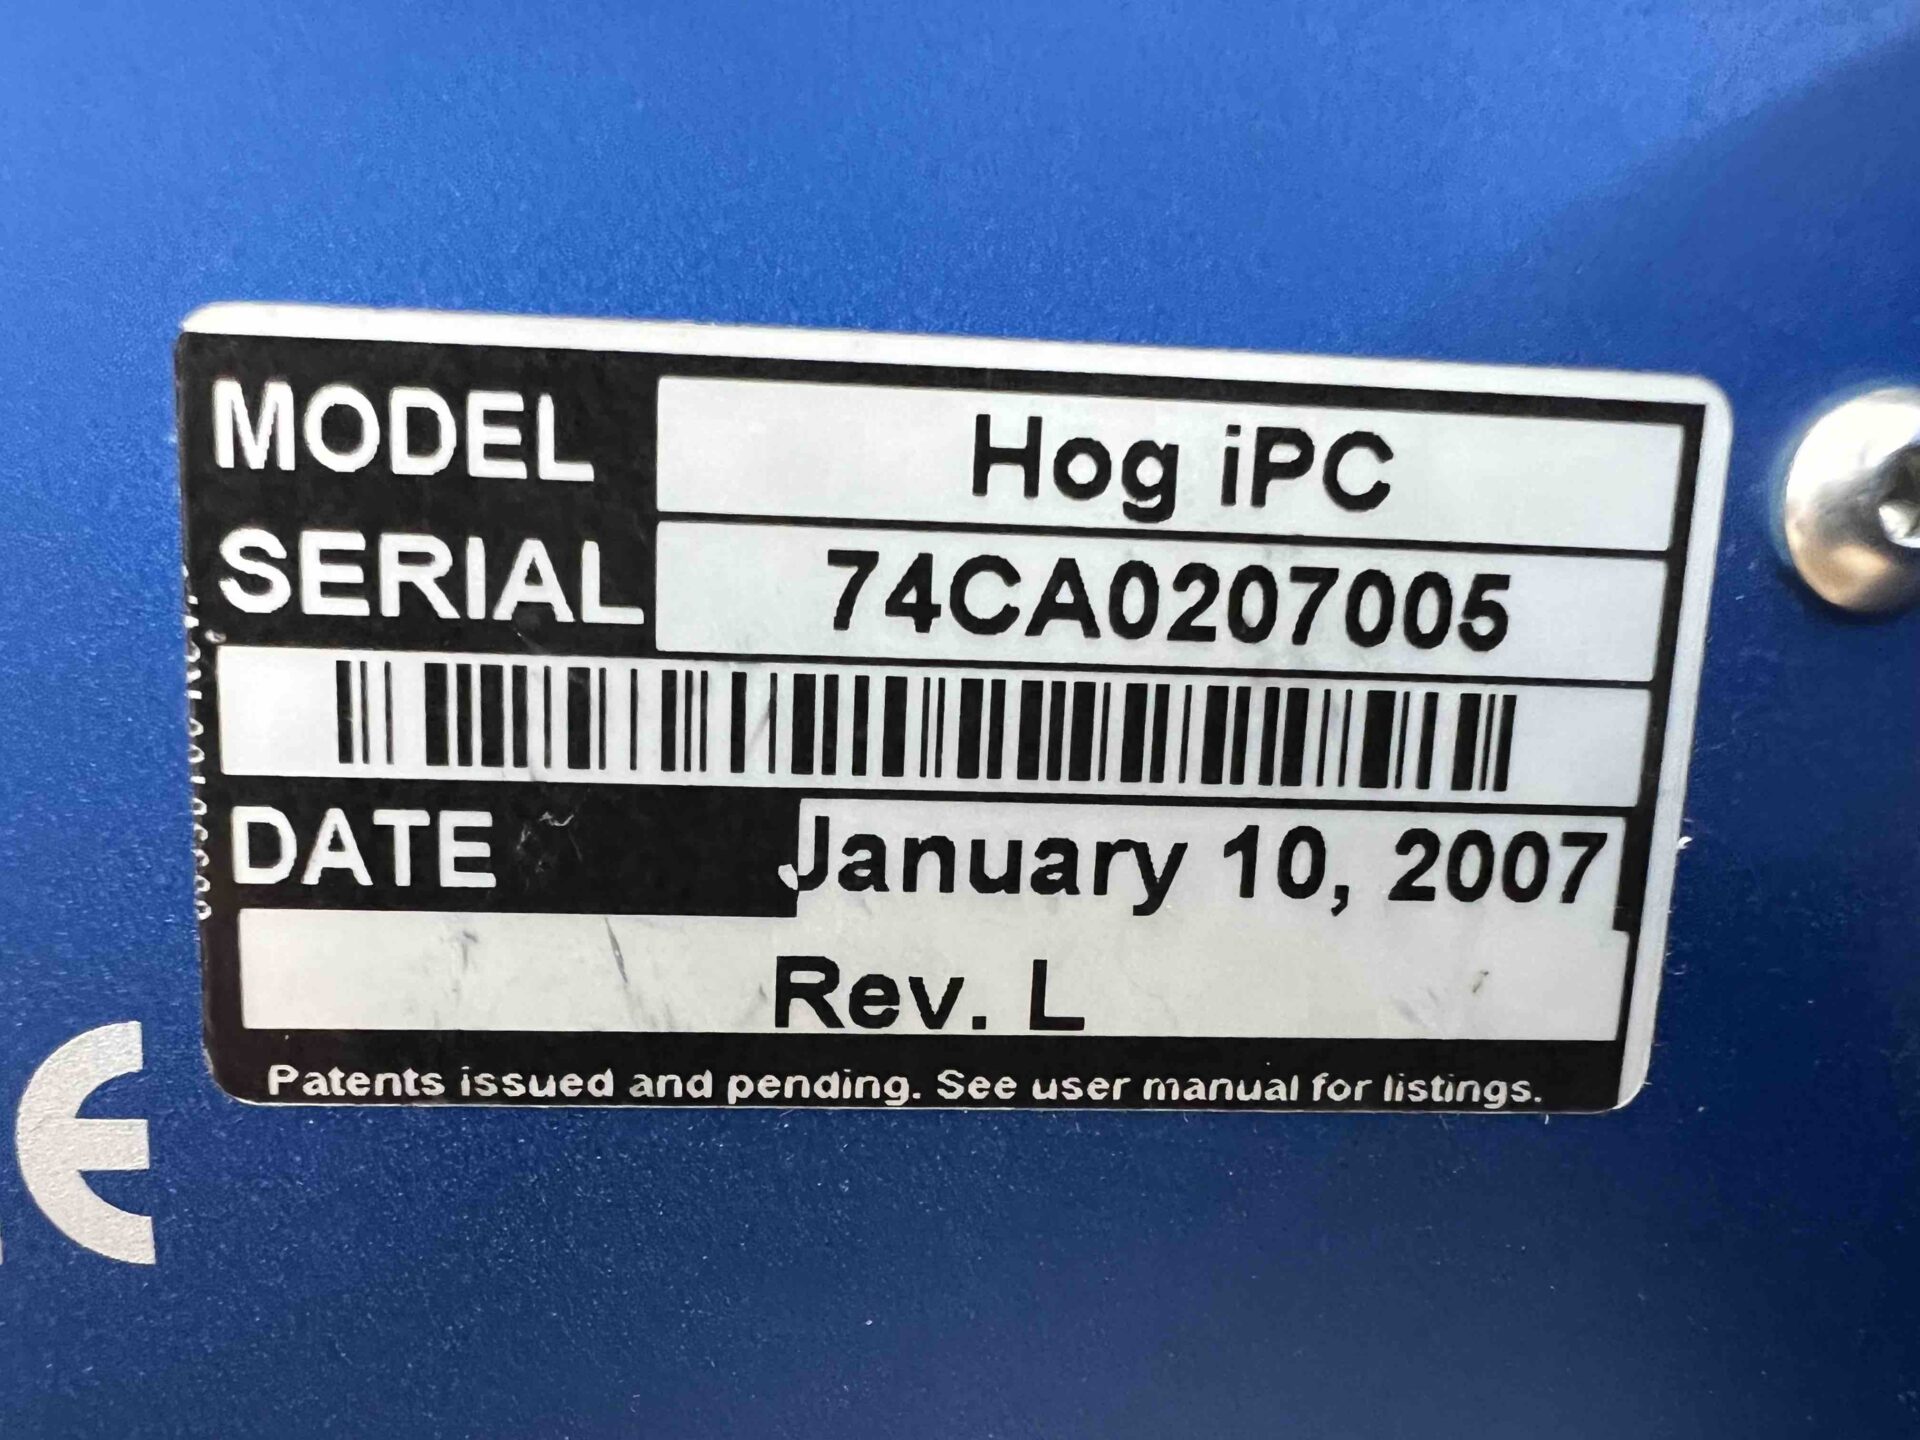 MODEL Hog iPC
SERIAL 74CA0207005
DATE January 10, 2007
Rev. L
Patents issued and pending. See user manual for listings.
CE